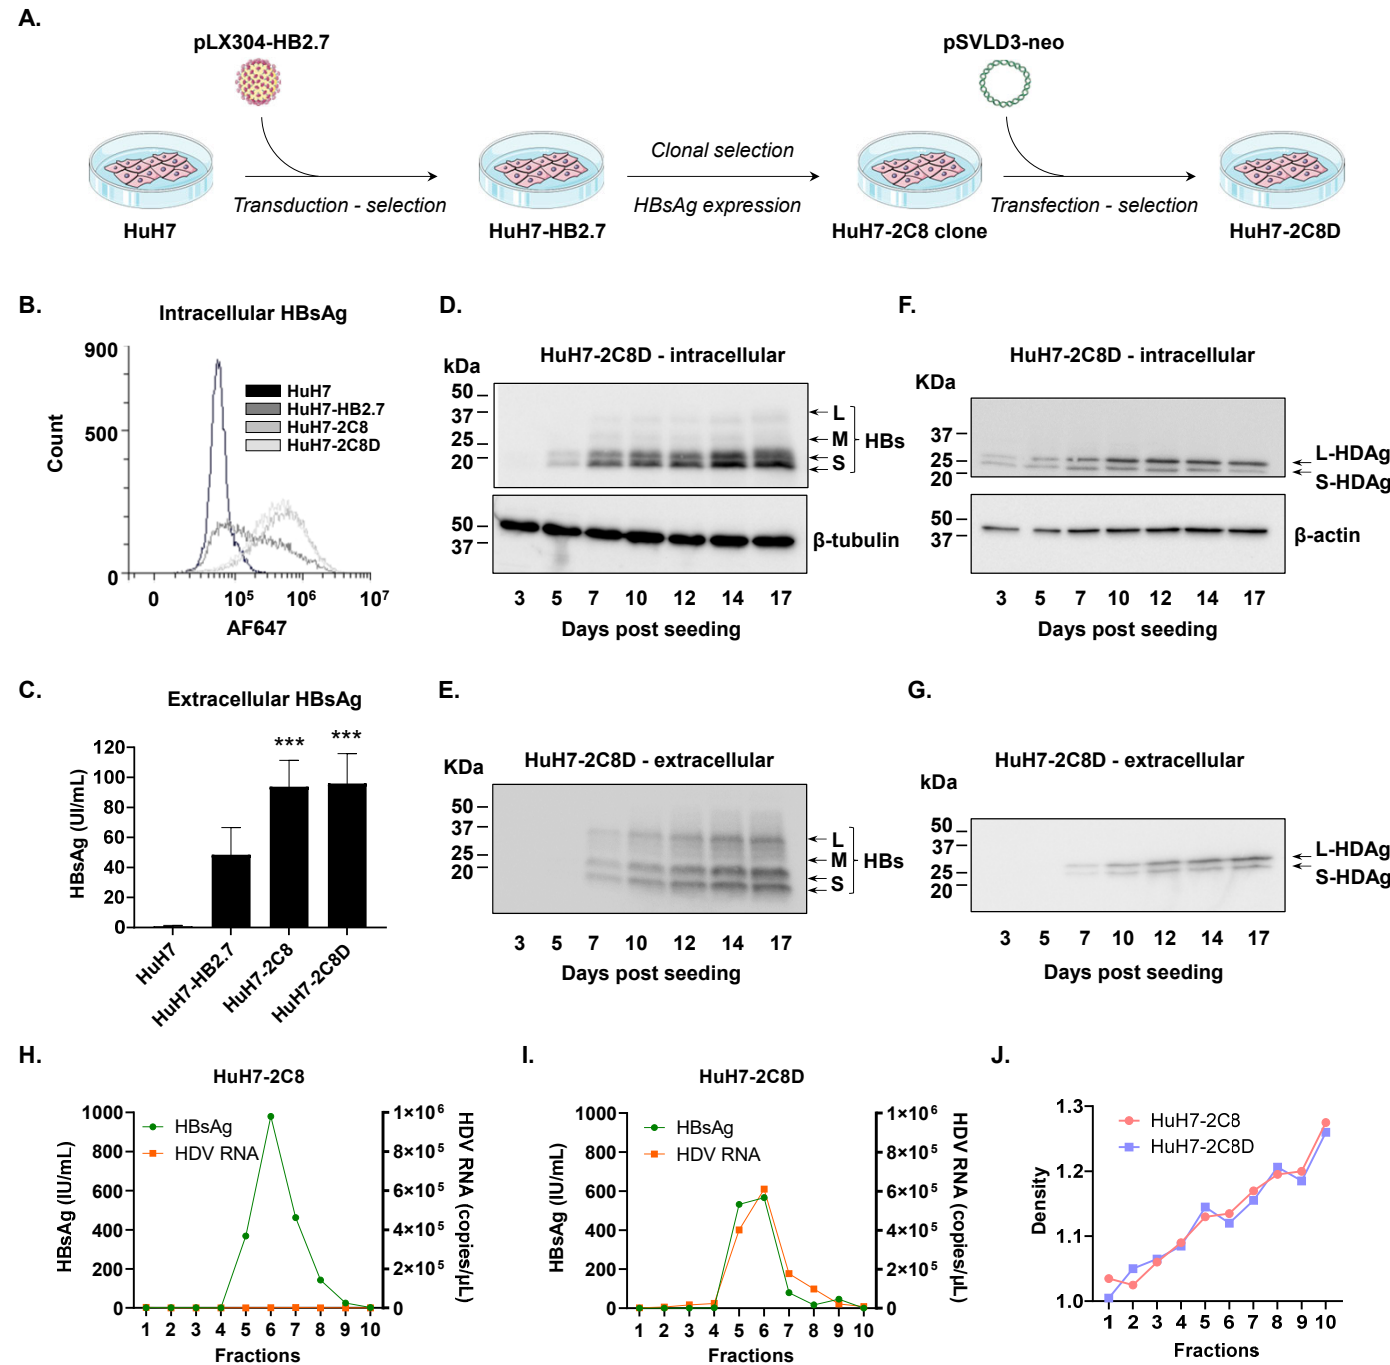 A.
pLX304-HB2.7
pSVLD3-neo
Clonal selection
Transduction - selection
HBsAg expression
Transfection - selection
HuH7
HuH7-HB2.7
HuH7-2C8 clone
HuH7-2C8D
B.
Intracellular HBsAg
900
500
0
Count
HuH7
HuH7-HB2.7
HuH7-2C8
HuH7-2C8D
0 10⁵ 10⁶ 10⁷
AF647
C.
Extracellular HBsAg
*** ***
120
100
80
60
40
20
0
HBsAg (UI/mL)
HuH7
HuH7-HB2.7
HuH7-2C8
HuH7-2C8D
D.
HuH7-2C8D - intracellular
kDa
50
37
25
20
L
M
S
HBs
50
37
β-tubulin
3 5 7 10 12 14 17
Days post seeding
E.
HuH7-2C8D - extracellular
KDa
50
37
25
20
L
M
S
HBs
3 5 7 10 12 14 17
Days post seeding
F.
HuH7-2C8D - intracellular
KDa
37
25
20
L-HDAg
S-HDAg
50
37
β-actin
3 5 7 10 12 14 17
Days post seeding
G.
HuH7-2C8D - extracellular
kDa
50
37
25
20
L-HDAg
S-HDAg
3 5 7 10 12 14 17
Days post seeding
H.
HuH7-2C8
1000
800
600
400
200
0
HBsAg (IU/mL)
HBsAg
HDV RNA
1×10⁶
8×10⁵
6×10⁵
4×10⁵
2×10⁵
0
HDV RNA (copies/µL)
1 2 3 4 5 6 7 8 9 10
Fractions
I.
HuH7-2C8D
1000
800
600
400
200
0
HBsAg (IU/mL)
HBsAg
HDV RNA
1×10⁶
8×10⁵
6×10⁵
4×10⁵
2×10⁵
0
HDV RNA (copies/µL)
1 2 3 4 5 6 7 8 9 10
Fractions
J.
1.3
1.2
1.1
1.0
Density
HuH7-2C8
HuH7-2C8D
1 2 3 4 5 6 7 8 9 10
Fractions